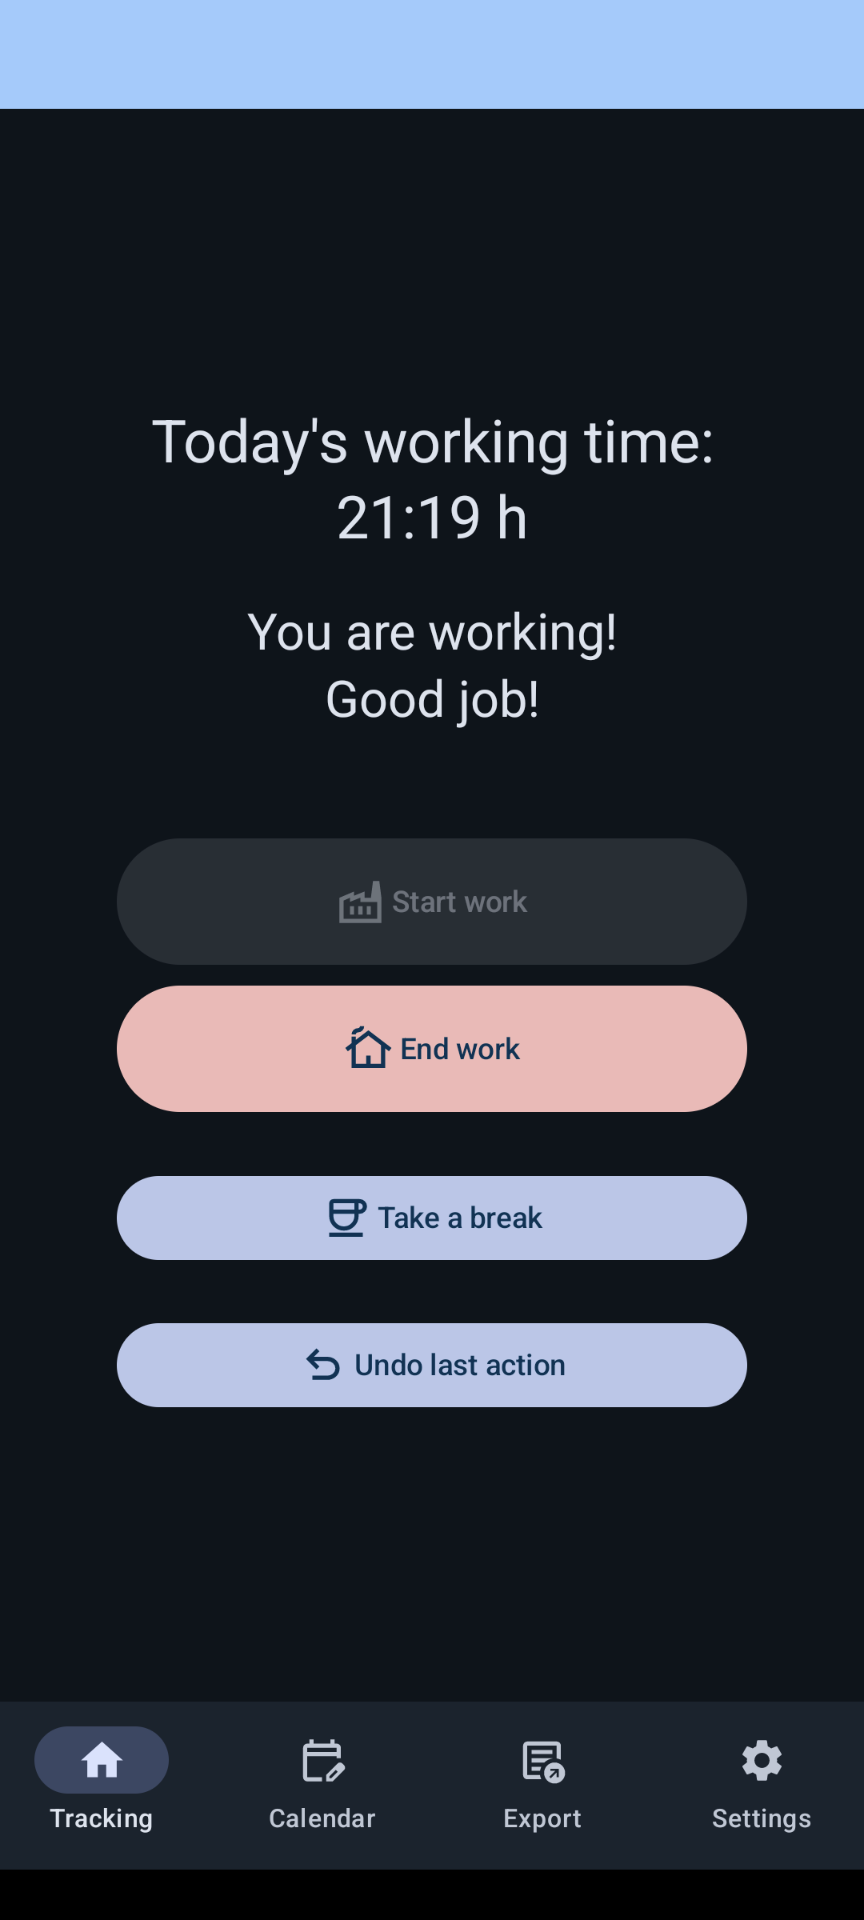 Today's working time:
21:19 h
You are working!
Good job!
Start work
End work
Take a break
Undo last action
Tracking
Calendar
Export
Settings